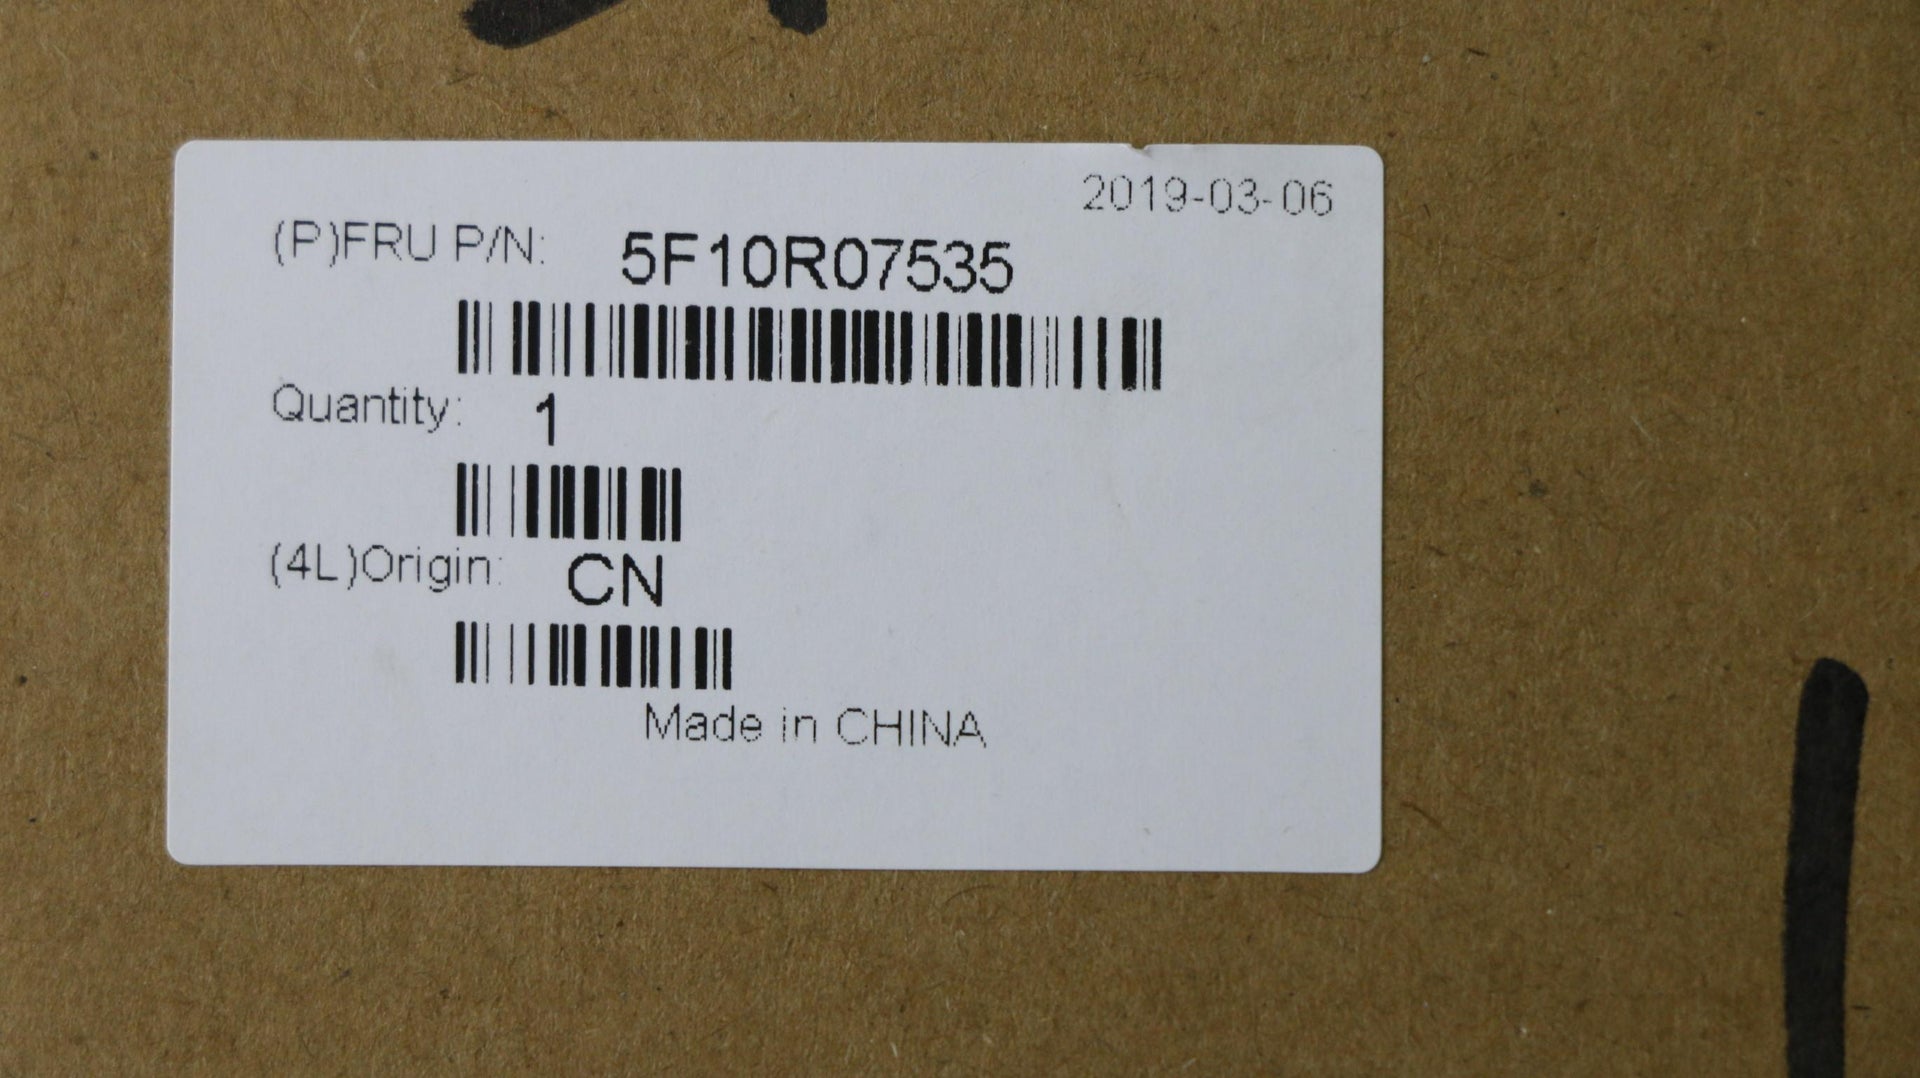 2019-03-06
(P)FRU P/N: 5F10R07535
Quantity: 1
(4L)Origin: CN
Made in CHINA